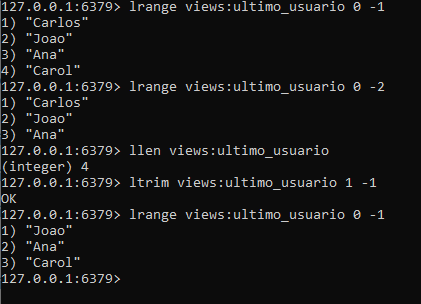 127.0.0.1:6379> lrange views:ultimo_usuario 0 -1
1) "Carlos"
2) "Joao"
3) "Ana"
4) "Carol"
127.0.0.1:6379> lrange views:ultimo_usuario 0 -2
1) "Carlos"
2) "Joao"
3) "Ana"
127.0.0.1:6379> llen views:ultimo_usuario
(integer) 4
127.0.0.1:6379> ltrim views:ultimo_usuario 1 -1
OK
127.0.0.1:6379> lrange views:ultimo_usuario 0 -1
1) "Joao"
2) "Ana"
3) "Carol"
127.0.0.1:6379>